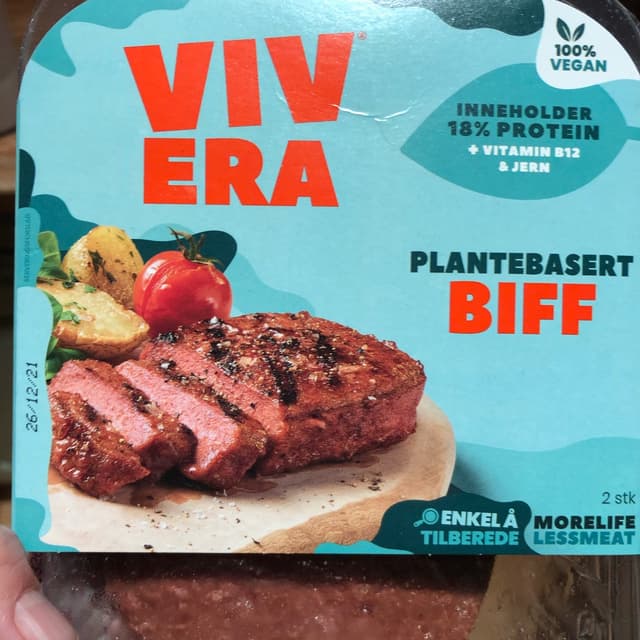 VIV
ERA
100%
VEGAN
INNEHOLDER
18% PROTEIN
+ VITAMIN B12
& JERN
PLANTEBASERT
BIFF
26/12/21
2 stk
ENKEL Å
TILBEREDE
MORELIFE
LESSMEAT